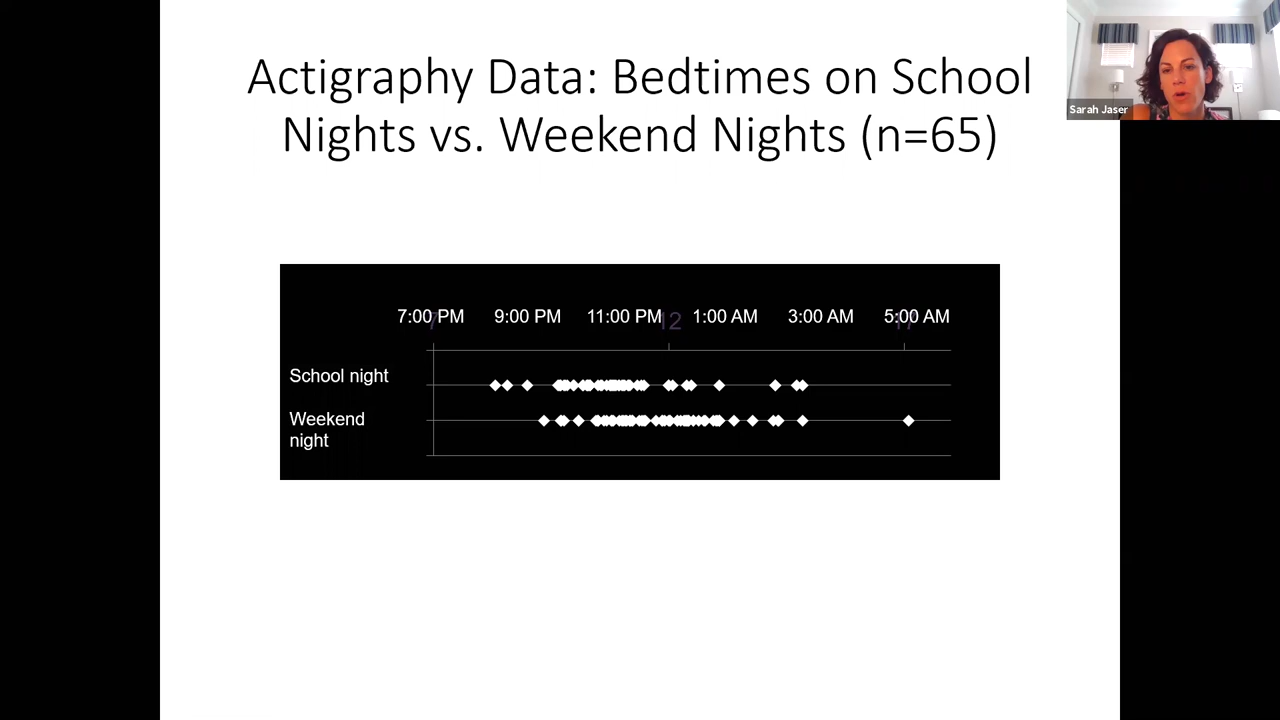 Actigraphy Data: Bedtimes on School
Nights vs. Weekend Nights (n=65)
Sarah Jaser
7:00 PM 9:00 PM 11:00 PM 12 1:00 AM 3:00 AM 5:00 AM
School night
Weekend
night